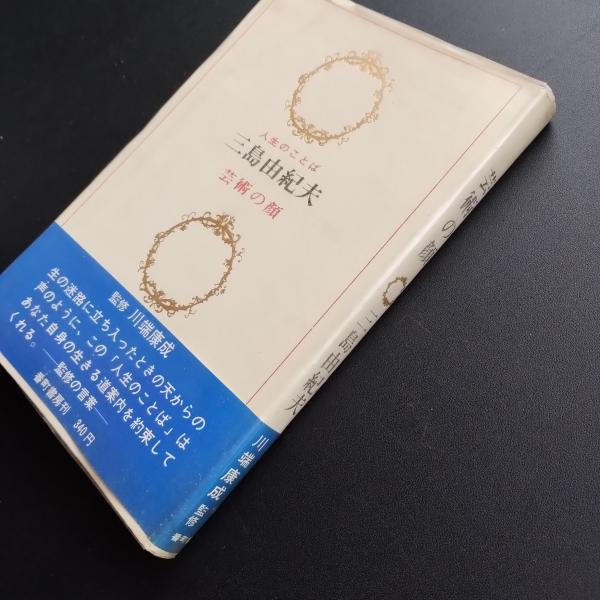 人生のことば
三島由紀夫
芸術の顔
監修 川端康成
生の迷路に立ち入ったときの天からの
声のように、この「人生のことば」は
あなた自身の生きる道案内を約束して
くれる。
――監修の言葉――
番町書房刊 340円
芸術の顔 三島由紀夫
川端康成 監修
番町